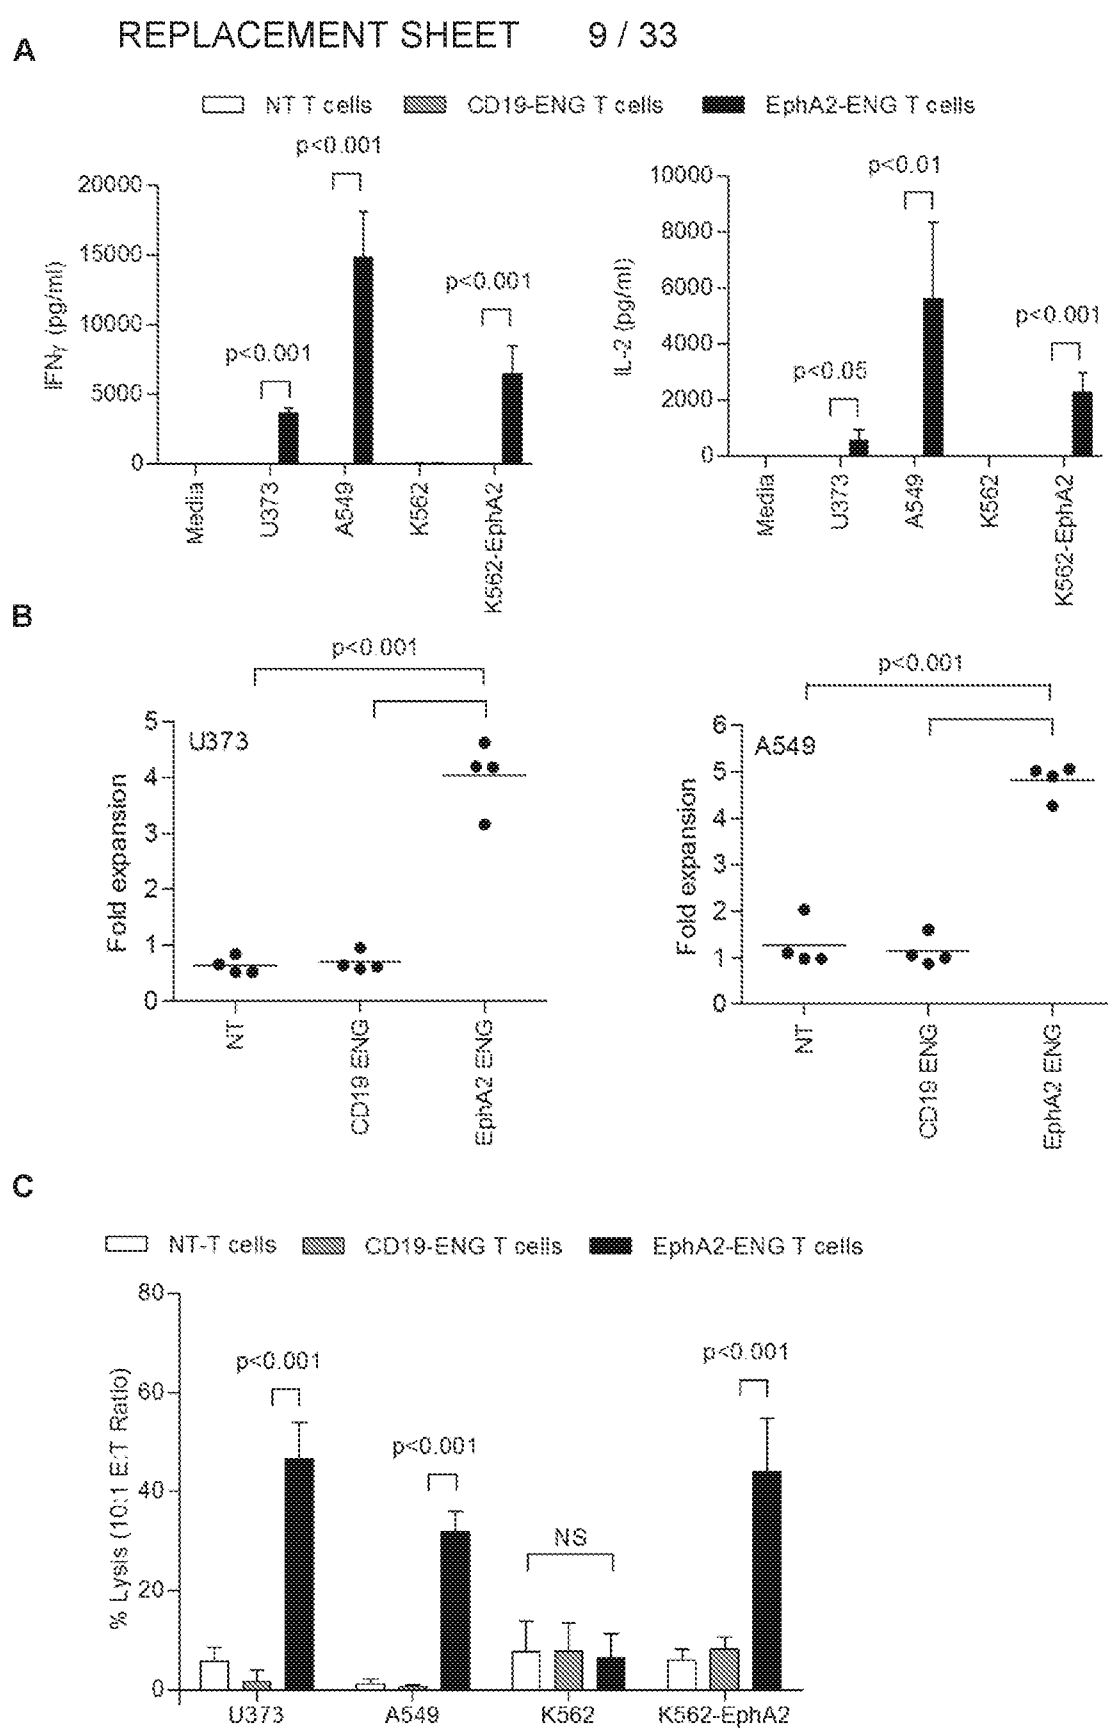 REPLACEMENT SHEET 9 / 33
A
NT T cells CD19-ENG T cells EphA2-ENG T cells
p<0.001
p<0.001
p<0.001
20000
15000
10000
5000
0
IFNγ (pg/ml)
Media U373 A549 K562 K562-EphA2
p<0.01
p<0.001
p<0.05
10000
8000
6000
4000
2000
0
IL-2 (pg/ml)
Media U373 A549 K562 K562-EphA2
B
p<0.001
U373
5
4
3
2
1
0
Fold expansion
NT CD19 ENG EphA2 ENG
p<0.001
A549
6
5
4
3
2
1
0
Fold expansion
NT CD19 ENG EphA2 ENG
C
NT-T cells CD19-ENG T cells EphA2-ENG T cells
80
60
40
20
0
% Lysis (10:1 E:T Ratio)
p<0.001
p<0.001
NS
p<0.001
U373 A549 K562 K562-EphA2